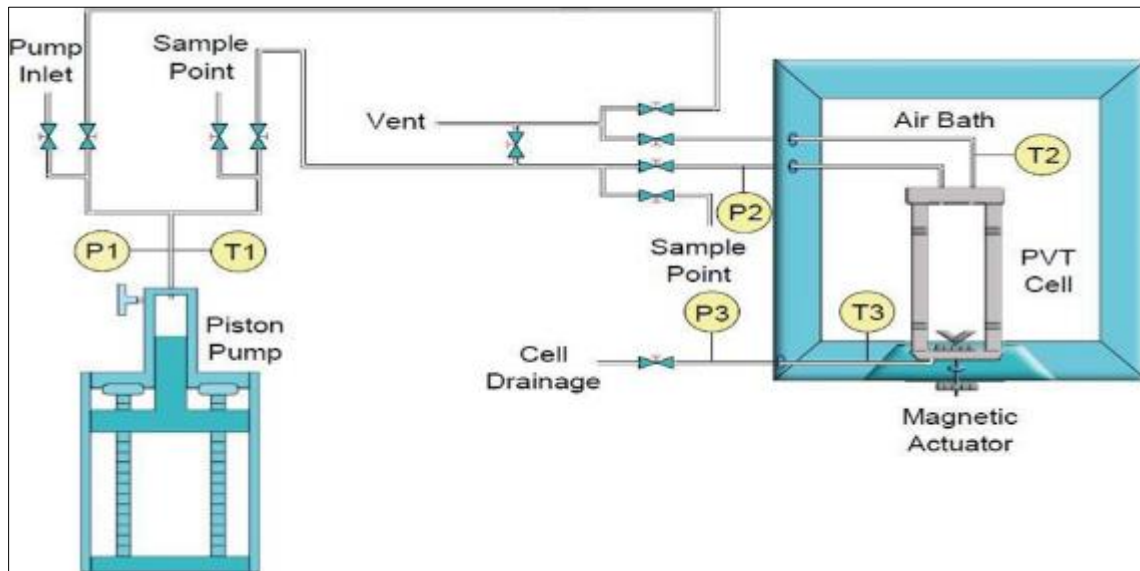 Pump
Inlet
Sample
Point
Vent
Air Bath
T2
P2
Sample
Point
P1
T1
PVT
Cell
Piston
Pump
P3
T3
Cell
Drainage
Magnetic
Actuator